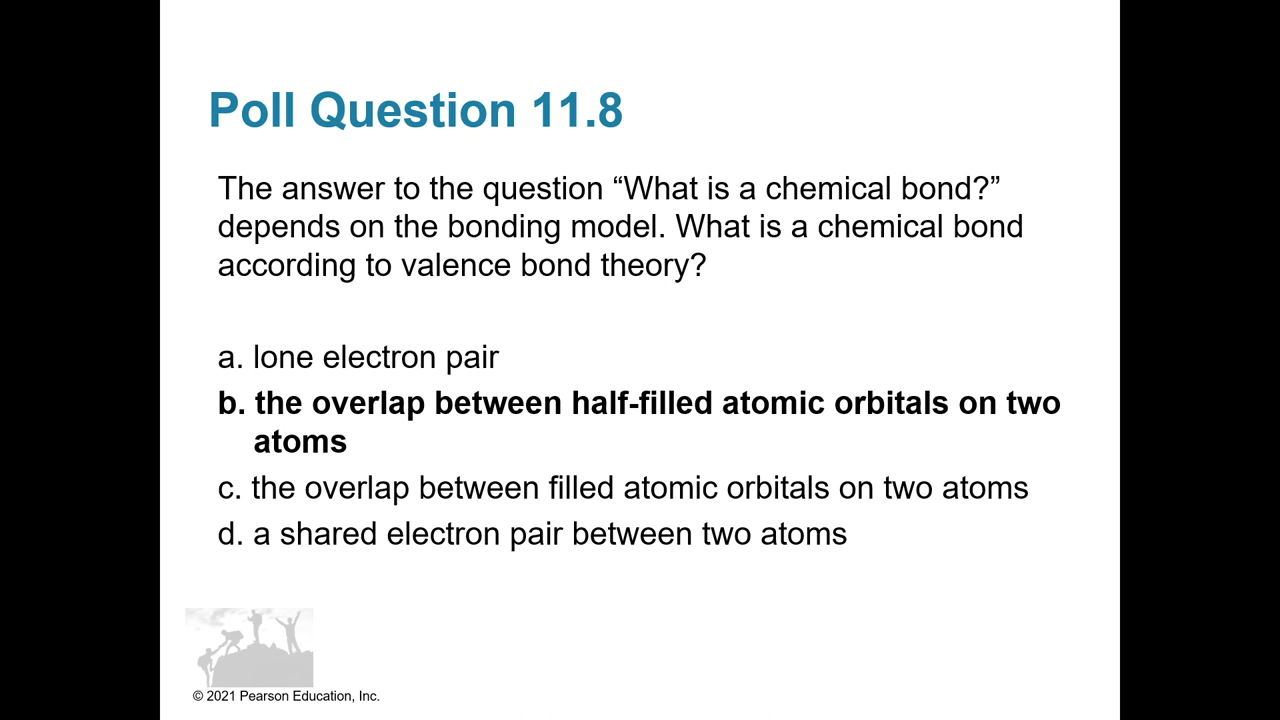 Poll Question 11.8
The answer to the question “What is a chemical bond?”
depends on the bonding model. What is a chemical bond
according to valence bond theory?
a. lone electron pair
b. the overlap between half-filled atomic orbitals on two
atoms
c. the overlap between filled atomic orbitals on two atoms
d. a shared electron pair between two atoms
© 2021 Pearson Education, Inc.